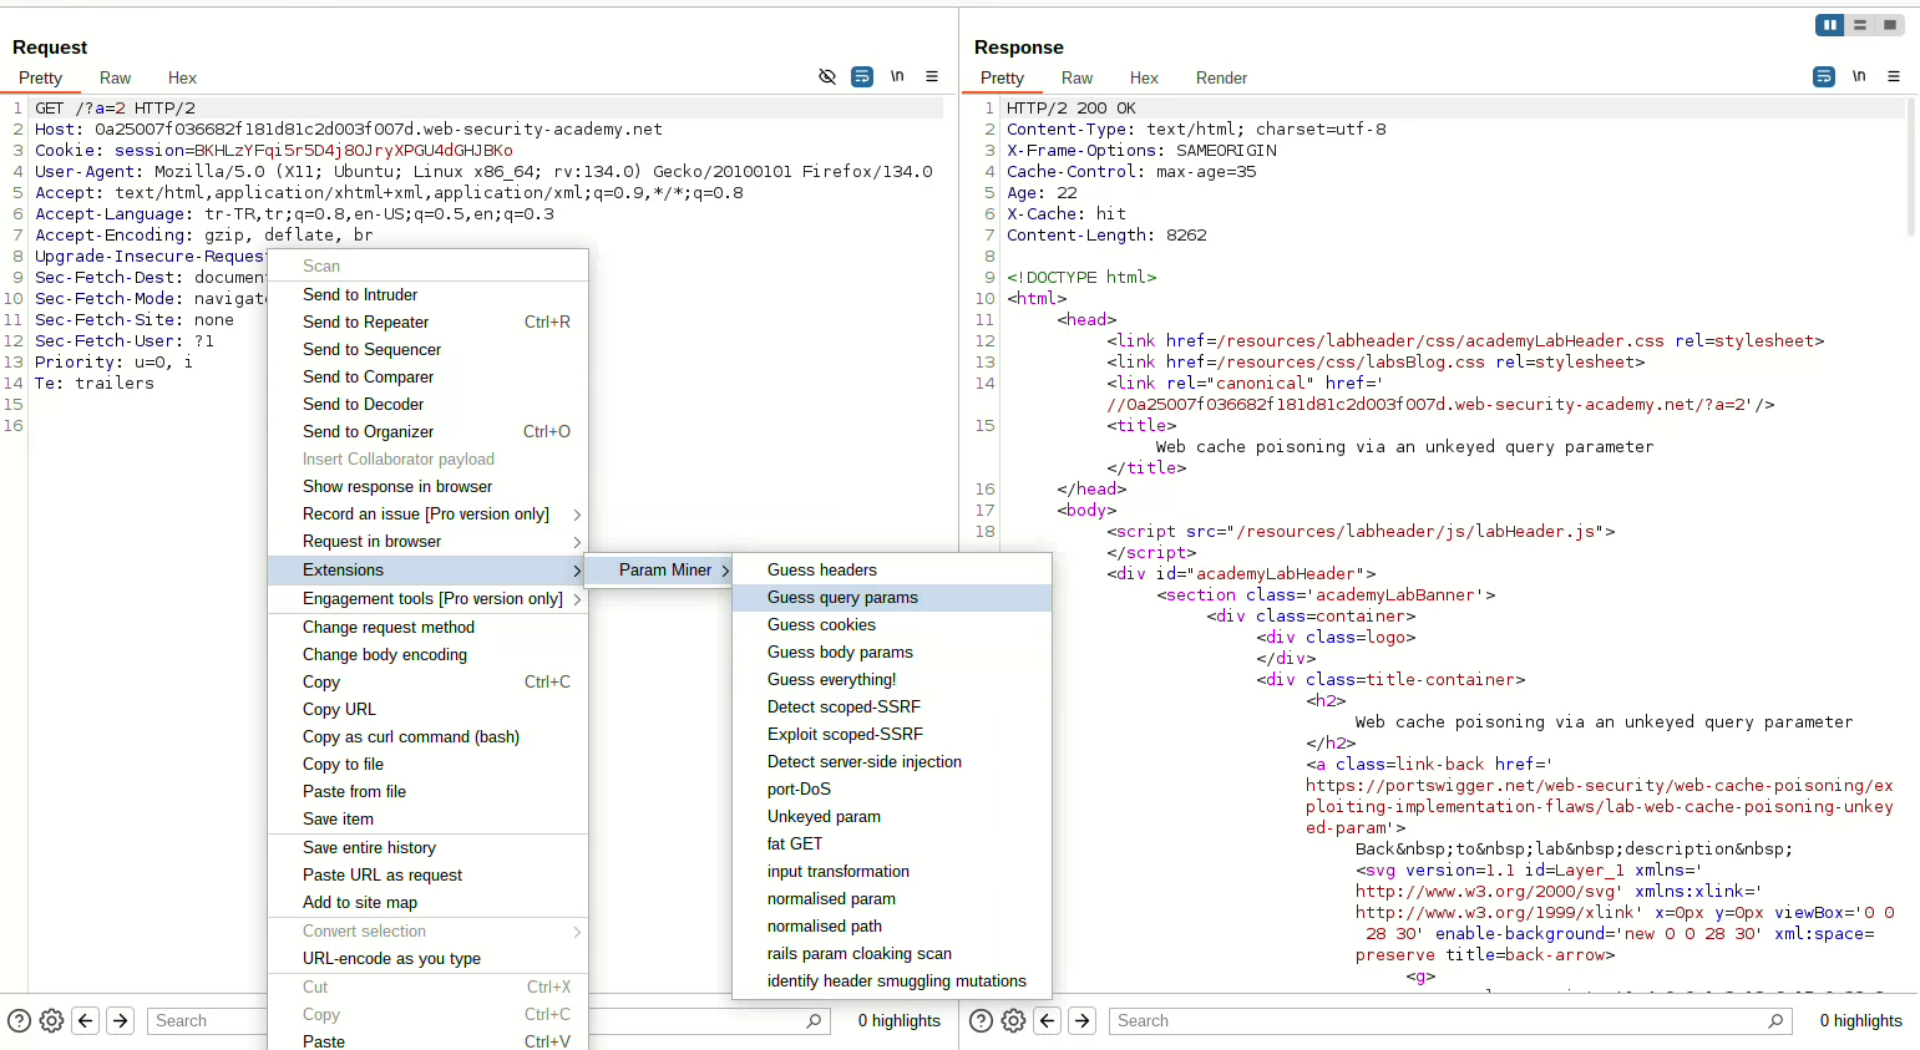 Request
Pretty Raw Hex
\n
1 GET /?a=2 HTTP/2
2 Host: 0a25007f036682f181d81c2d003f007d.web-security-academy.net
3 Cookie: session=BKHLzYFqi5r5D4j8OJryXPGU4dGHJBKo
4 User-Agent: Mozilla/5.0 (X11; Ubuntu; Linux x86_64; rv:134.0) Gecko/20100101 Firefox/134.0
5 Accept: text/html,application/xhtml+xml,application/xml;q=0.9,*/*;q=0.8
6 Accept-Language: tr-TR,tr;q=0.8,en-US;q=0.5,en;q=0.3
7 Accept-Encoding: gzip, deflate, br
8 Upgrade-Insecure-Reques
9 Sec-Fetch-Dest: documen
10 Sec-Fetch-Mode: navigat
11 Sec-Fetch-Site: none
12 Sec-Fetch-User: ?1
13 Priority: u=0, i
14 Te: trailers
15
16
Scan
Send to Intruder
Send to Repeater Ctrl+R
Send to Sequencer
Send to Comparer
Send to Decoder
Send to Organizer Ctrl+O
Insert Collaborator payload
Show response in browser
Record an issue [Pro version only]
Request in browser
Extensions
Engagement tools [Pro version only]
Change request method
Change body encoding
Copy Ctrl+C
Copy URL
Copy as curl command (bash)
Copy to file
Paste from file
Save item
Save entire history
Paste URL as request
Add to site map
Convert selection
URL-encode as you type
Cut Ctrl+X
Copy Ctrl+C
Paste Ctrl+V
Param Miner
Guess headers
Guess query params
Guess cookies
Guess body params
Guess everything!
Detect scoped-SSRF
Exploit scoped-SSRF
Detect server-side injection
port-DoS
Unkeyed param
fat GET
input transformation
normalised param
normalised path
rails param cloaking scan
identify header smuggling mutations
Search
0 highlights
Response
Pretty Raw Hex Render
\n
1 HTTP/2 200 OK
2 Content-Type: text/html; charset=utf-8
3 X-Frame-Options: SAMEORIGIN
4 Cache-Control: max-age=35
5 Age: 22
6 X-Cache: hit
7 Content-Length: 8262
8
9 <!DOCTYPE html>
10 <html>
11 <head>
12 <link href=/resources/labheader/css/academyLabHeader.css rel=stylesheet>
13 <link href=/resources/css/labsBlog.css rel=stylesheet>
14 <link rel="canonical" href='
//0a25007f036682f181d81c2d003f007d.web-security-academy.net/?a=2'/>
15 <title>
Web cache poisoning via an unkeyed query parameter
</title>
16 </head>
17 <body>
18 <script src="/resources/labheader/js/labHeader.js">
</script>
<div id="academyLabHeader">
<section class='academyLabBanner'>
<div class=container>
<div class=logo>
</div>
<div class=title-container>
<h2>
Web cache poisoning via an unkeyed query parameter
</h2>
<a class=link-back href='
https://portswigger.net/web-security/web-cache-poisoning/ex
ploiting-implementation-flaws/lab-web-cache-poisoning-unkey
ed-param'>
Back&nbsp;to&nbsp;lab&nbsp;description&nbsp;
<svg version=1.1 id=Layer_1 xmlns='
http://www.w3.org/2000/svg' xmlns:xlink='
http://www.w3.org/1999/xlink' x=0px y=0px viewBox='0 0
28 30' enable-background='new 0 0 28 30' xml:space=
preserve title=back-arrow>
<g>
Search
0 highlights